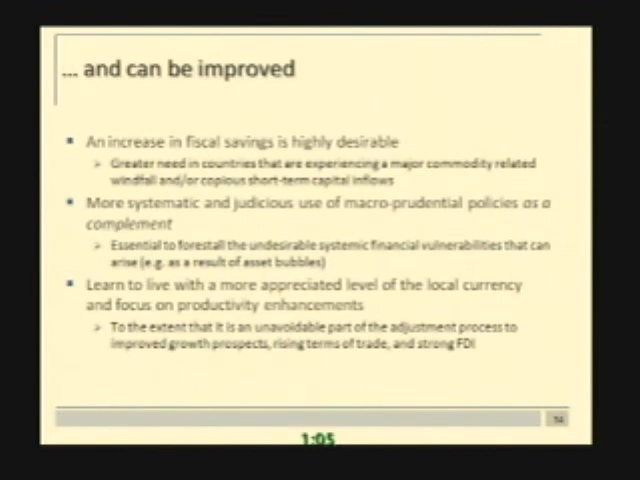 ... and can be improved
An increase in fiscal savings is highly desirable
Greater need in countries that are experiencing a major commodity related
windfall and/or copious short-term capital inflows
More systematic and judicious use of macro-prudential policies as a
complement
Essential to forestall the undesirable systemic financial vulnerabilities that can
arise (e.g. as a result of asset bubbles)
Learn to live with a more appreciated level of the local currency
and focus on productivity enhancements
To the extent that it is an unavoidable part of the adjustment process to
improved growth prospects, rising terms of trade, and strong FDI
1:05